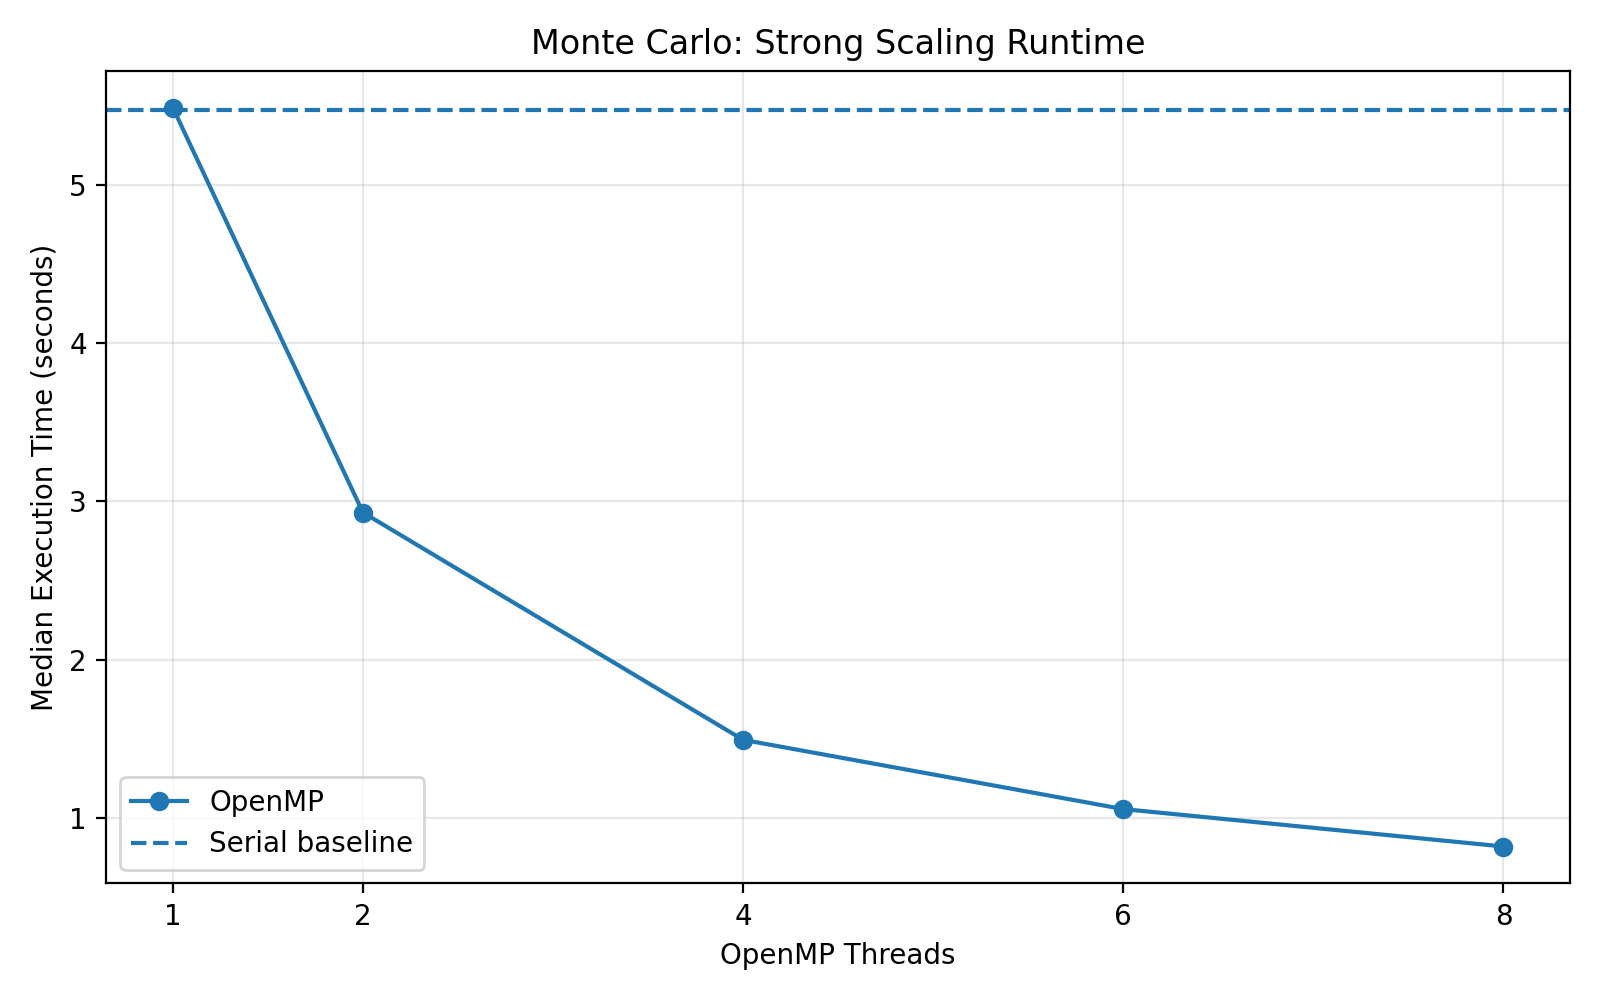 Monte Carlo: Strong Scaling Runtime
Median Execution Time (seconds)
5
4
3
2
1
OpenMP
Serial baseline
1 2 4 6 8
OpenMP Threads